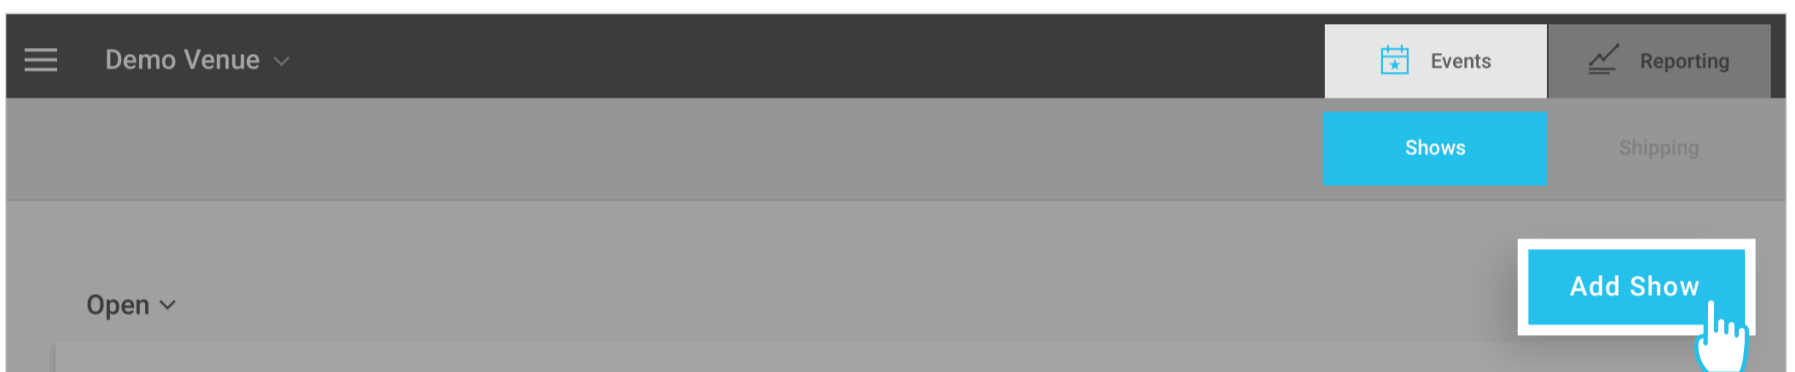 Demo Venue
Events
Reporting
Shows
Shipping
Open
Add Show